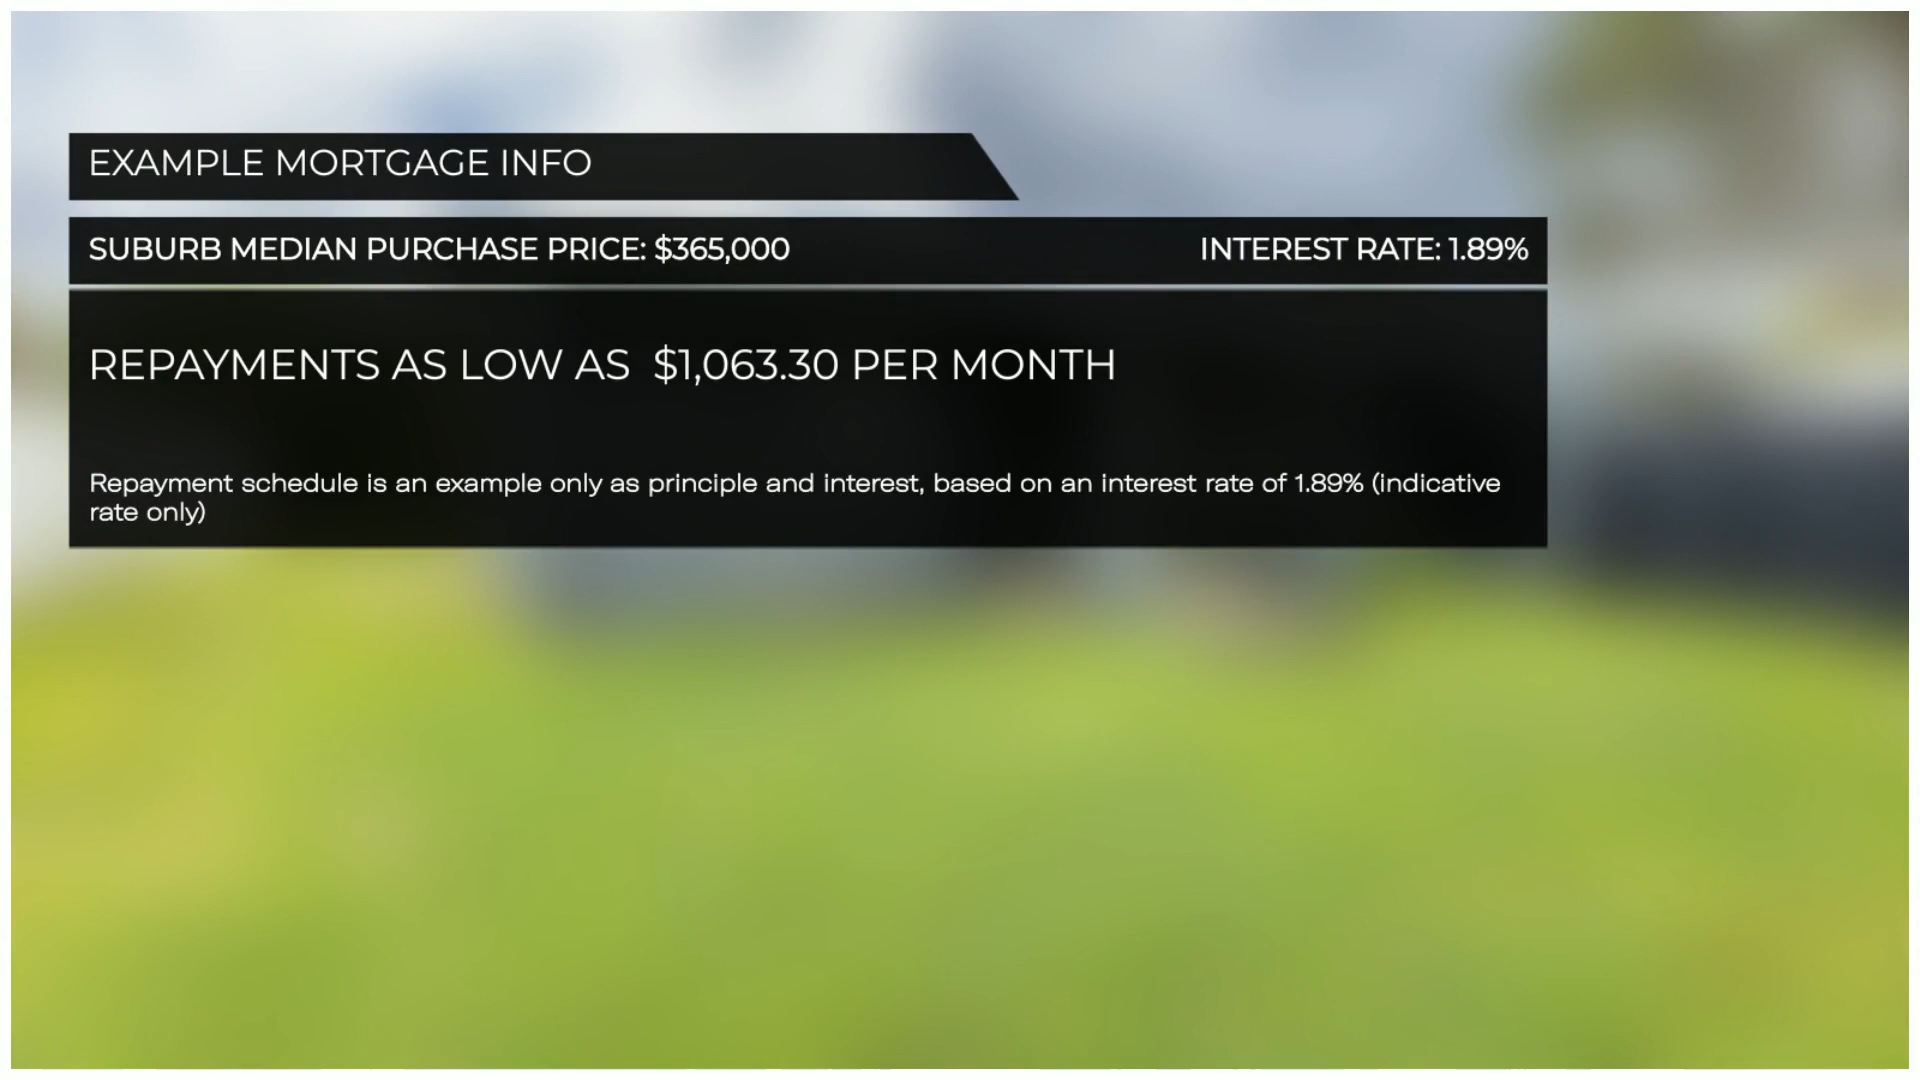 EXAMPLE MORTGAGE INFO
SUBURB MEDIAN PURCHASE PRICE: $365,000 INTEREST RATE: 1.89%
REPAYMENTS AS LOW AS $1,063.30 PER MONTH
Repayment schedule is an example only as principle and interest, based on an interest rate of 1.89% (indicative
rate only)